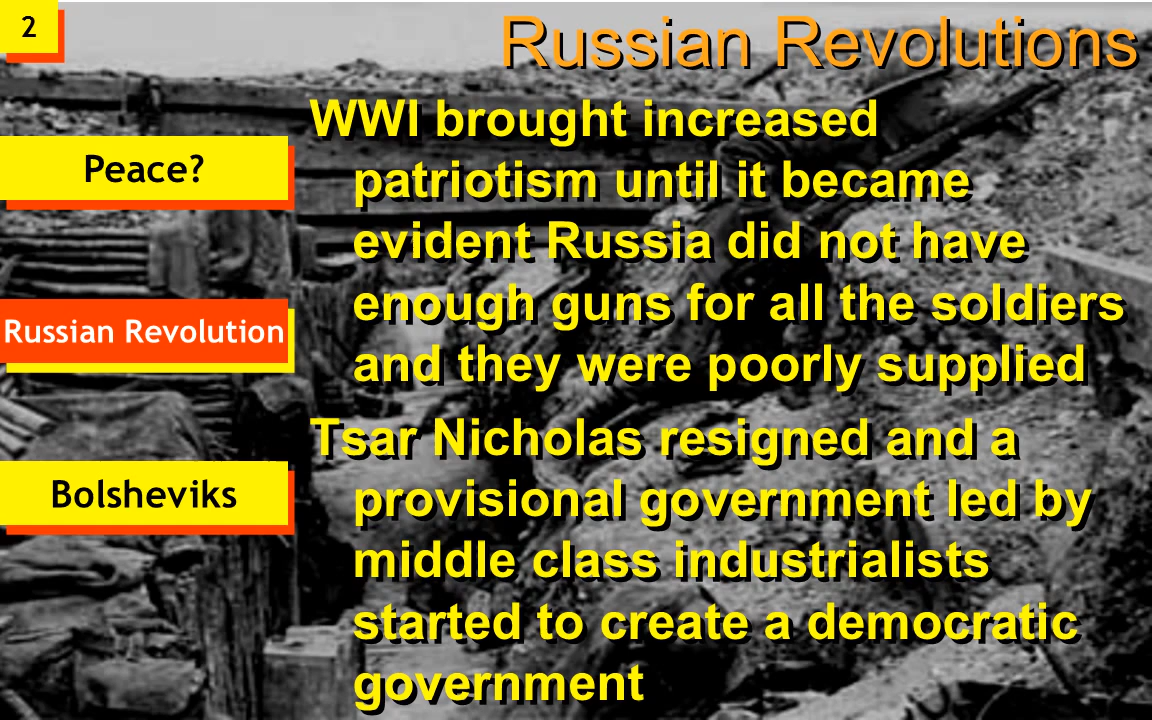 2
Russian Revolutions
Peace?
Russian Revolution
Bolsheviks
WWI brought increased
patriotism until it became
evident Russia did not have
enough guns for all the soldiers
and they were poorly supplied
Tsar Nicholas resigned and a
provisional government led by
middle class industrialists
started to create a democratic
government